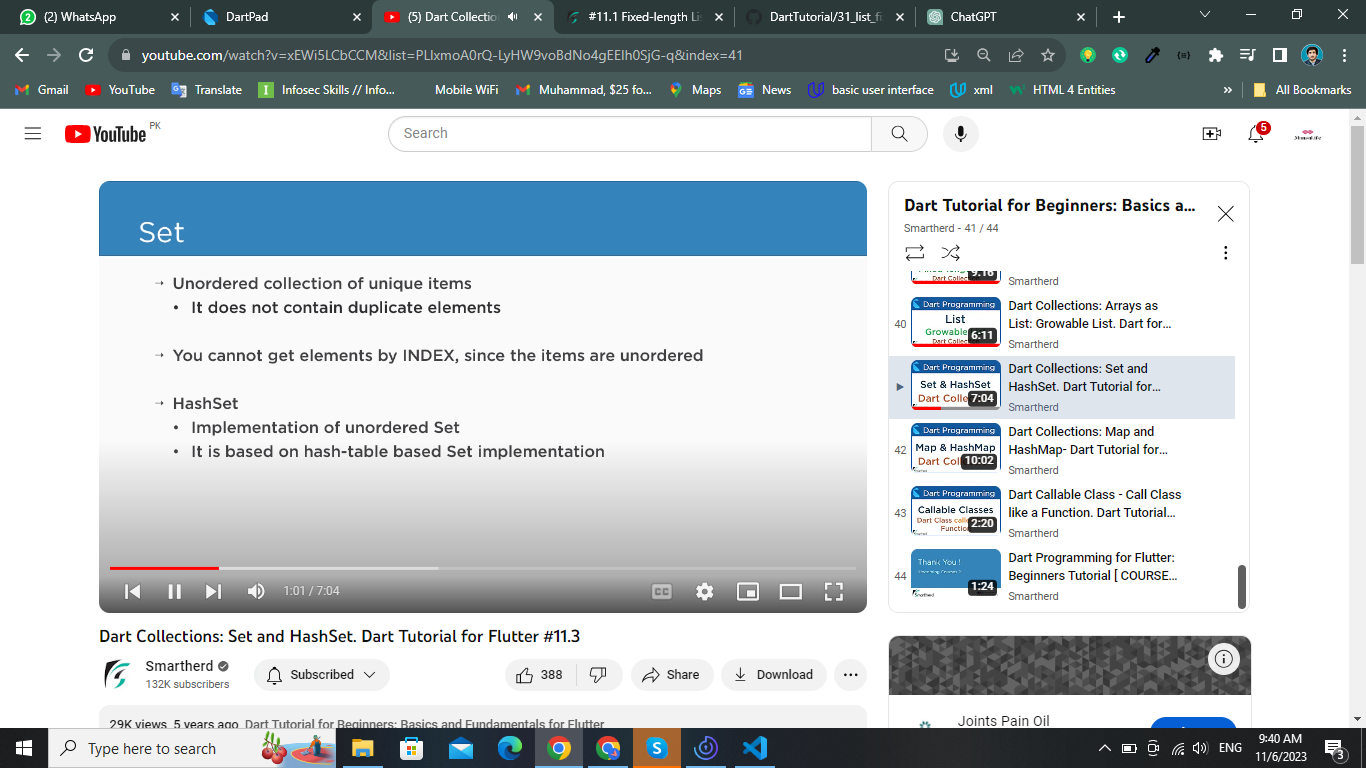 (2) WhatsApp
DartPad
(5) Dart Collectio
#11.1 Fixed-length Lis
DartTutorial/31_list_fi
ChatGPT
youtube.com/watch?v=xEWi5LCbCCM&list=PLlxmoA0rQ-LyHW9voBdNo4gEEIh0SjG-q&index=41
Gmail
YouTube
Translate
Infosec Skills // Info...
Mobile WiFi
Muhammad, $25 fo...
Maps
News
basic user interface
xml
HTML 4 Entities
»
All Bookmarks
YouTube PK
Search
5
Set
→ Unordered collection of unique items
• It does not contain duplicate elements
→ You cannot get elements by INDEX, since the items are unordered
→ HashSet
• Implementation of unordered Set
• It is based on hash-table based Set implementation
1:01 / 7:04
CC
Dart Collections: Set and HashSet. Dart Tutorial for Flutter #11.3
Smartherd
132K subscribers
Subscribed
388
Share
Download
29K views 5 years ago Dart Tutorial for Beginners: Basics and Fundamentals for Flutter
Dart Tutorial for Beginners: Basics a...
Smartherd - 41 / 44
9:16
Smartherd
40
Dart Programming
List
Growable
Dart Collec
6:11
Dart Collections: Arrays as
List: Growable List. Dart for...
Smartherd
Dart Programming
Set & HashSet
Dart Colle
7:04
Dart Collections: Set and
HashSet. Dart Tutorial for...
Smartherd
42
Dart Programming
Map & HashMap
Dart Col
10:02
Dart Collections: Map and
HashMap- Dart Tutorial for...
Smartherd
43
Dart Programming
Callable Classes
Dart Class call
Functio
2:20
Dart Callable Class - Call Class
like a Function. Dart Tutorial...
Smartherd
44
Thank You !
1:24
Dart Programming for Flutter:
Beginners Tutorial [ COURSE...
Smartherd
Joints Pain Oil
Type here to search
ENG
9:40 AM
11/6/2023
3